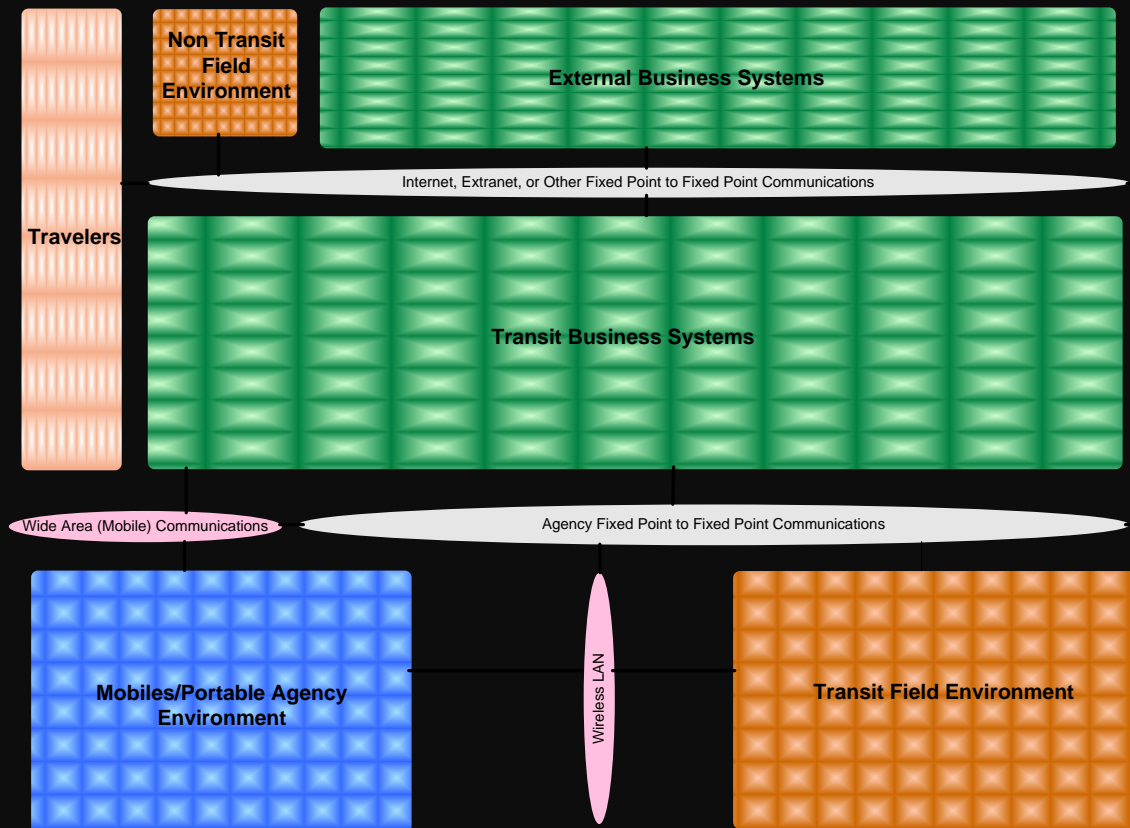 Non Transit
Field
Environment
External Business Systems
Internet, Extranet, or Other Fixed Point to Fixed Point Communications
Travelers
Transit Business Systems
Wide Area (Mobile) Communications
Agency Fixed Point to Fixed Point Communications
Mobiles/Portable Agency
Environment
Wireless LAN
Transit Field Environment